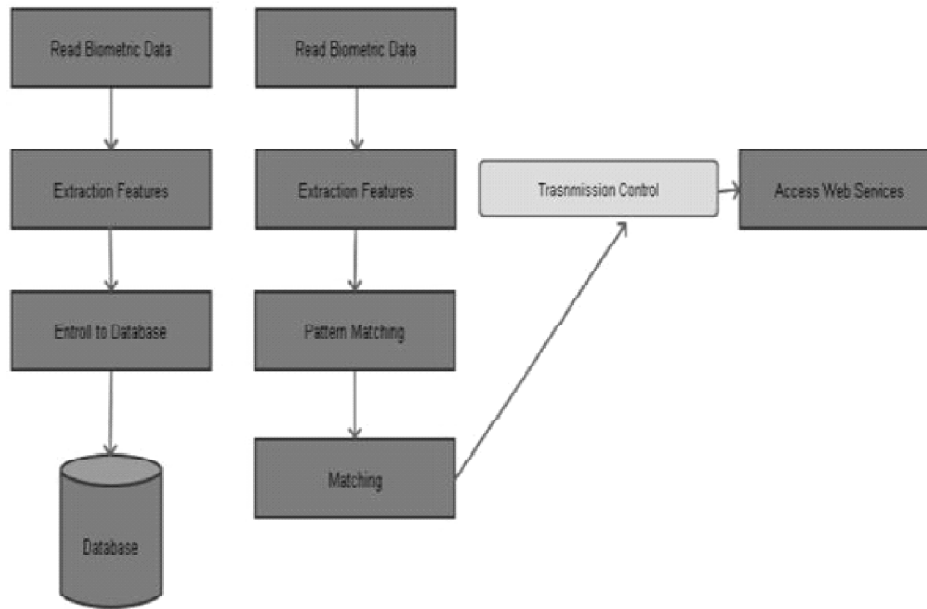 Read Biometric Data
Extraction Features
Entroll to Database
Database
Read Biometric Data
Extraction Features
Pattern Matching
Matching
Trasnmission Control
Access Web Services